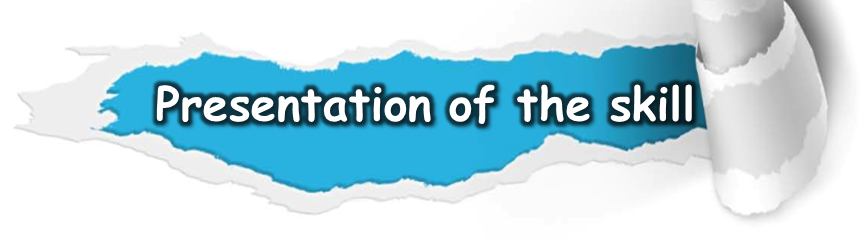 Presentation of the skill